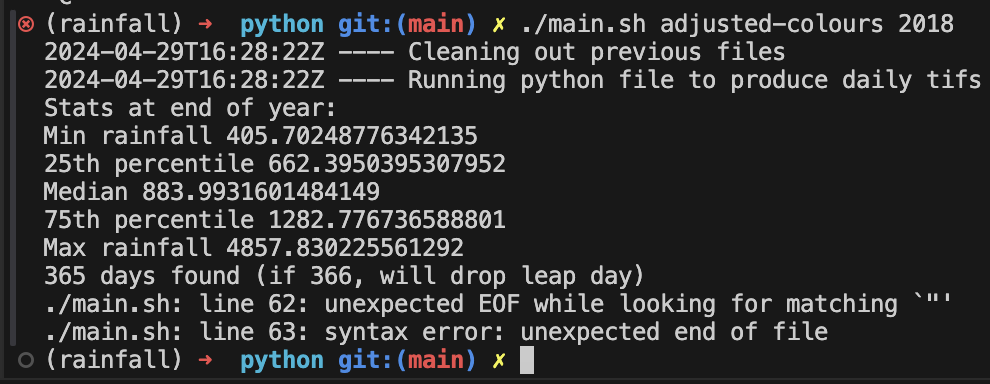 (rainfall) ➜ python git:(main) ✗ ./main.sh adjusted-colours 2018
2024-04-29T16:28:22Z ---- Cleaning out previous files
2024-04-29T16:28:22Z ---- Running python file to produce daily tifs
Stats at end of year:
Min rainfall 405.70248776342135
25th percentile 662.3950395307952
Median 883.9931601484149
75th percentile 1282.776736588801
Max rainfall 4857.830225561292
365 days found (if 366, will drop leap day)
./main.sh: line 62: unexpected EOF while looking for matching `"'
./main.sh: line 63: syntax error: unexpected end of file
(rainfall) ➜ python git:(main) ✗